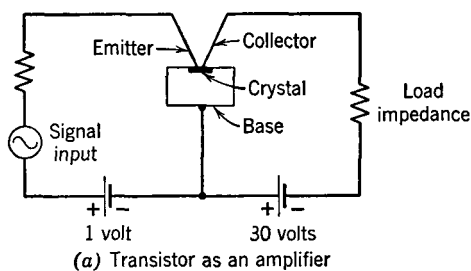 Emitter
Collector
Crystal
Base
Signal
input
Load
impedance
+ -
1 volt
+ -
30 volts
(a) Transistor as an amplifier